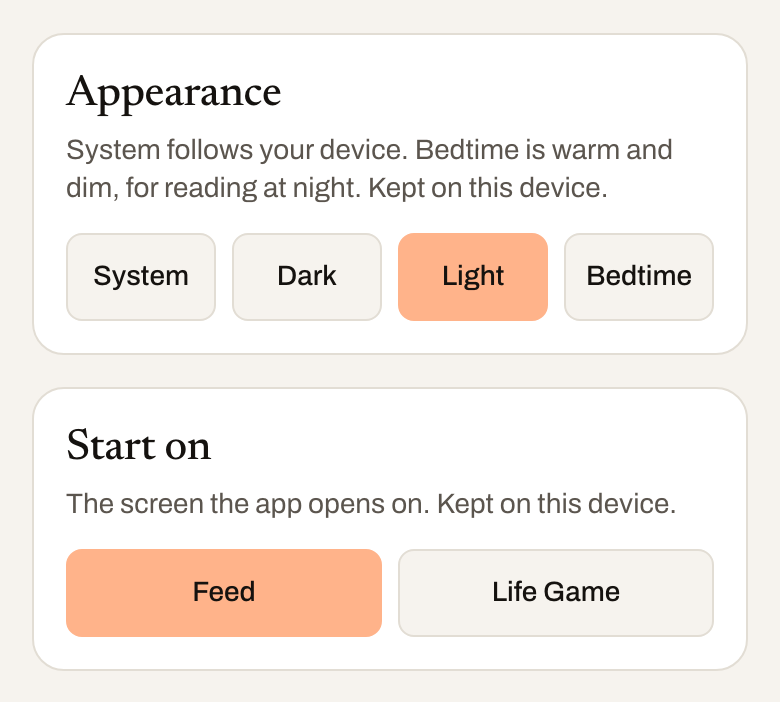 Appearance
System follows your device. Bedtime is warm and
dim, for reading at night. Kept on this device.
System
Dark
Light
Bedtime
Start on
The screen the app opens on. Kept on this device.
Feed
Life Game